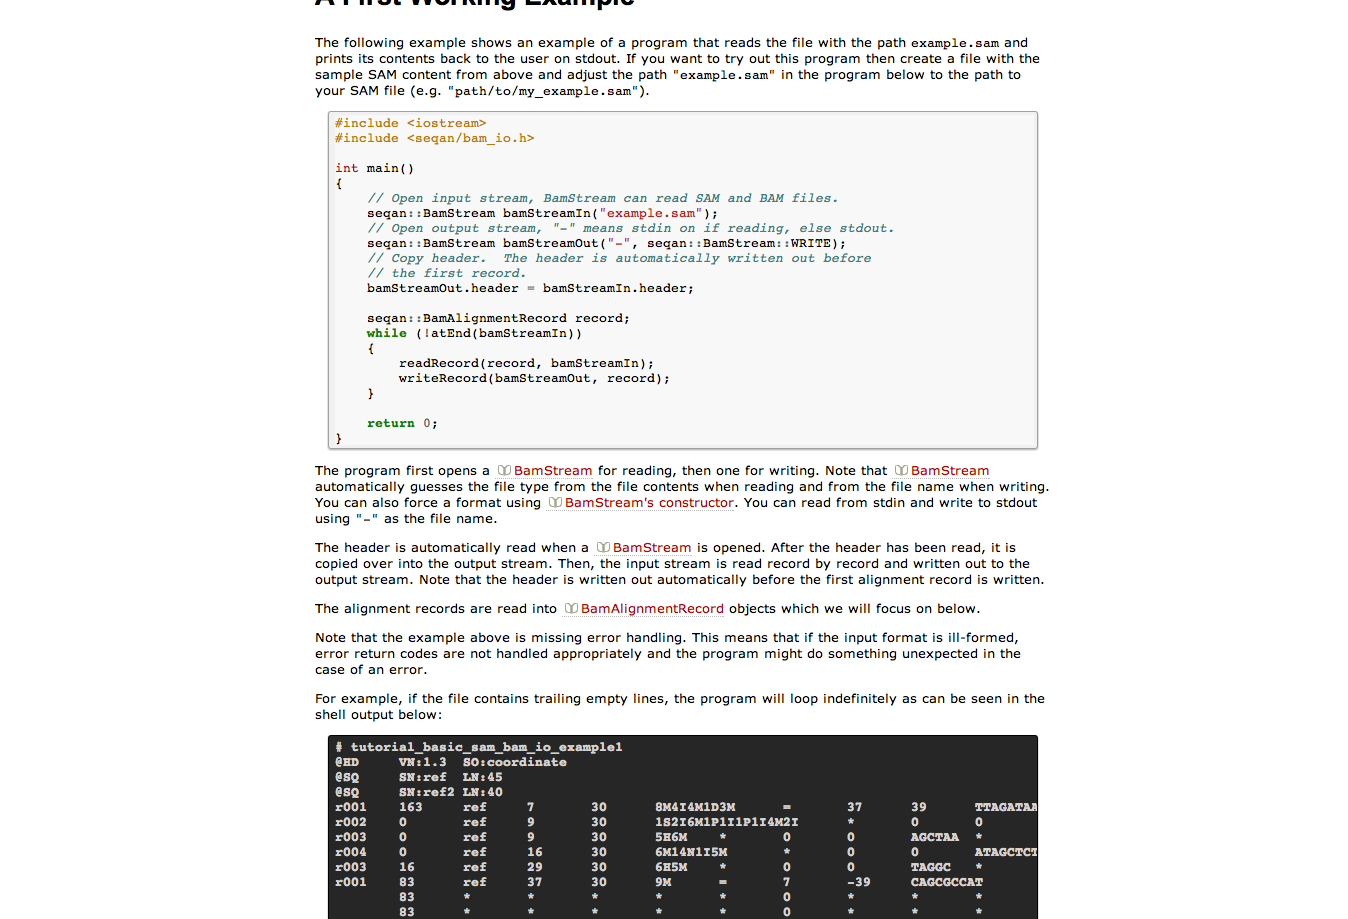 A First Working Example
The following example shows an example of a program that reads the file with the path example.sam and
prints its contents back to the user on stdout. If you want to try out this program then create a file with the
sample SAM content from above and adjust the path "example.sam" in the program below to the path to
your SAM file (e.g. "path/to/my_example.sam").
#include <iostream>
#include <seqan/bam_io.h>
int main()
{
// Open input stream, BamStream can read SAM and BAM files.
seqan::BamStream bamStreamIn("example.sam");
// Open output stream, "-" means stdin on if reading, else stdout.
seqan::BamStream bamStreamOut("-", seqan::BamStream::WRITE);
// Copy header.  The header is automatically written out before
// the first record.
bamStreamOut.header = bamStreamIn.header;
seqan::BamAlignmentRecord record;
while (!atEnd(bamStreamIn))
{
readRecord(record, bamStreamIn);
writeRecord(bamStreamOut, record);
}
return 0;
}
The program first opens a BamStream for reading, then one for writing. Note that BamStream
automatically guesses the file type from the file contents when reading and from the file name when writing.
You can also force a format using BamStream's constructor. You can read from stdin and write to stdout
using "-" as the file name.
The header is automatically read when a BamStream is opened. After the header has been read, it is
copied over into the output stream. Then, the input stream is read record by record and written out to the
output stream. Note that the header is written out automatically before the first alignment record is written.
The alignment records are read into BamAlignmentRecord objects which we will focus on below.
Note that the example above is missing error handling. This means that if the input format is ill-formed,
error return codes are not handled appropriately and the program might do something unexpected in the
case of an error.
For example, if the file contains trailing empty lines, the program will loop indefinitely as can be seen in the
shell output below:
# tutorial_basic_sam_bam_io_example1
@HD VN:1.3 SO:coordinate
@SQ SN:ref LN:45
@SQ SN:ref2 LN:40
r001 163 ref 7 30 8M4I4M1D3M = 37 39 TTAGATAA
r002 0 ref 9 30 1S2I6M1P1I1P1I4M2I * 0 0
r003 0 ref 9 30 5H6M * 0 0 AGCTAA *
r004 0 ref 16 30 6M14N1I5M * 0 0 ATAGCTCT
r003 16 ref 29 30 6H5M * 0 0 TAGGC *
r001 83 ref 37 30 9M = 7 -39 CAGCGCCAT
83 * * * * * 0 * * *
83 * * * * * 0 * * *